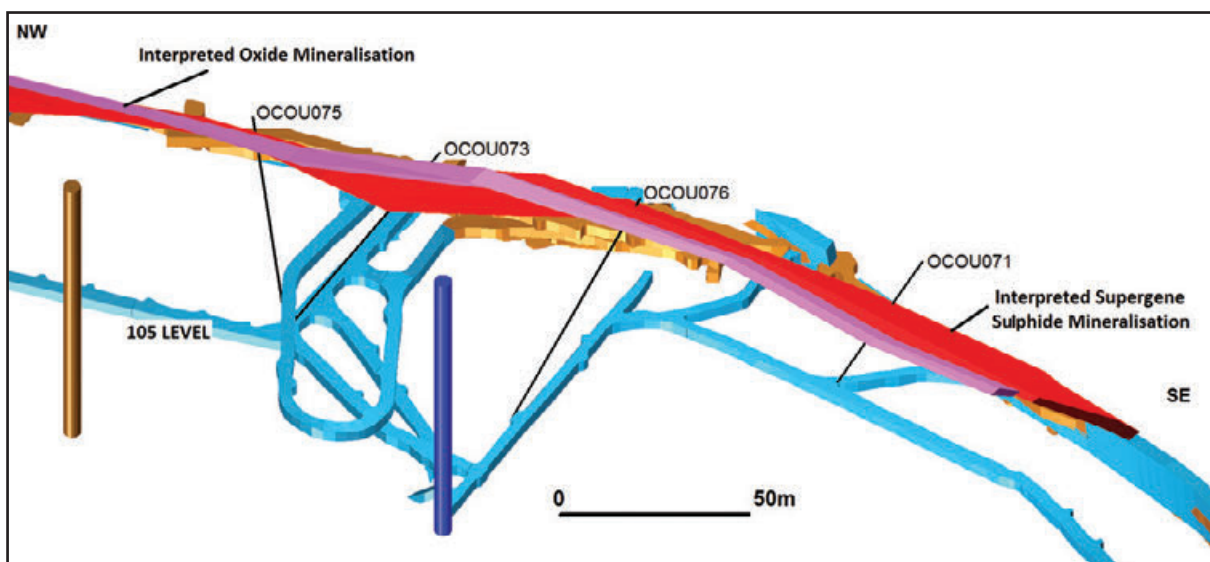 NW
Interpreted Oxide Mineralisation
OCOU075
OCOU073
OCOU076
OCOU071
Interpreted Supergene
Sulphide Mineralisation
105 LEVEL
SE
0 50m